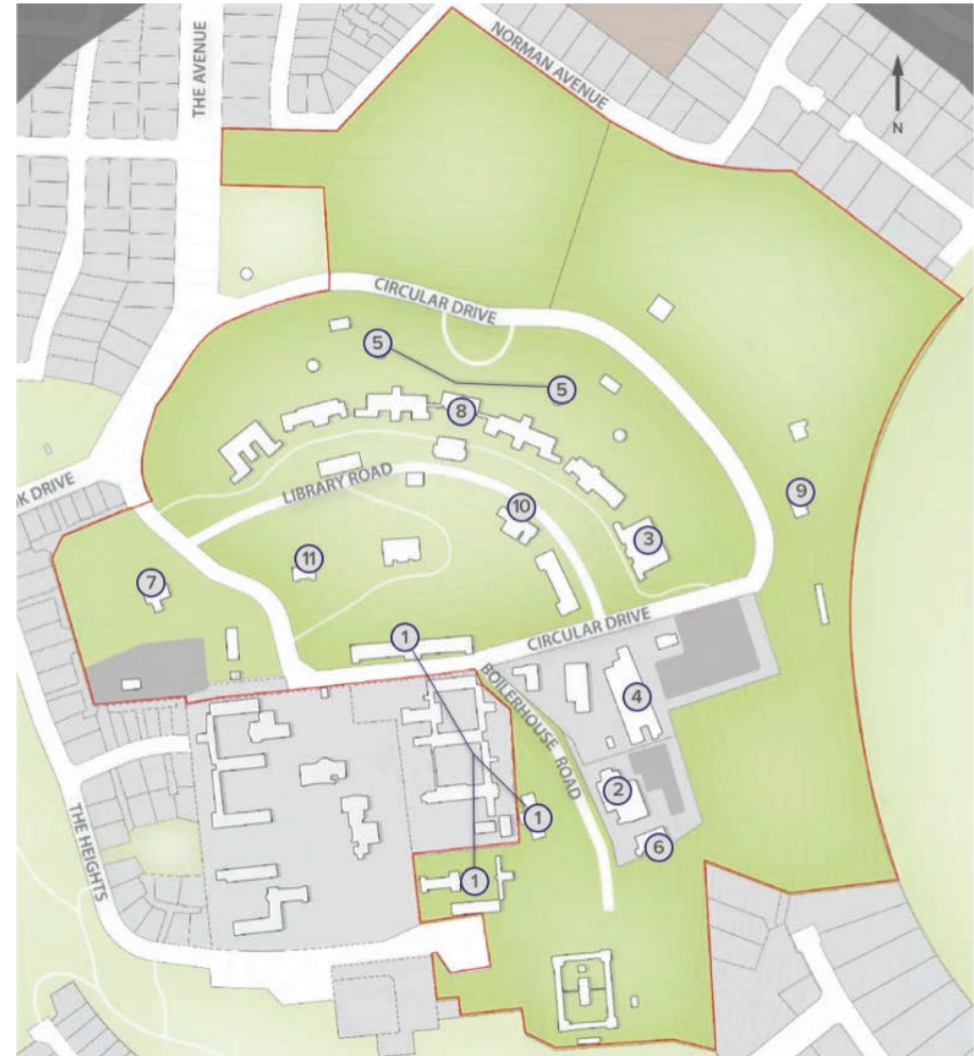 THE AVENUE
NORMAN AVENUE
N
CIRCULAR DRIVE
5
5
8
K DRIVE
LIBRARY ROAD
9
10
3
11
7
1
CIRCULAR DRIVE
BOILERHOUSE ROAD
4
2
1
6
THE HEIGHTS
1